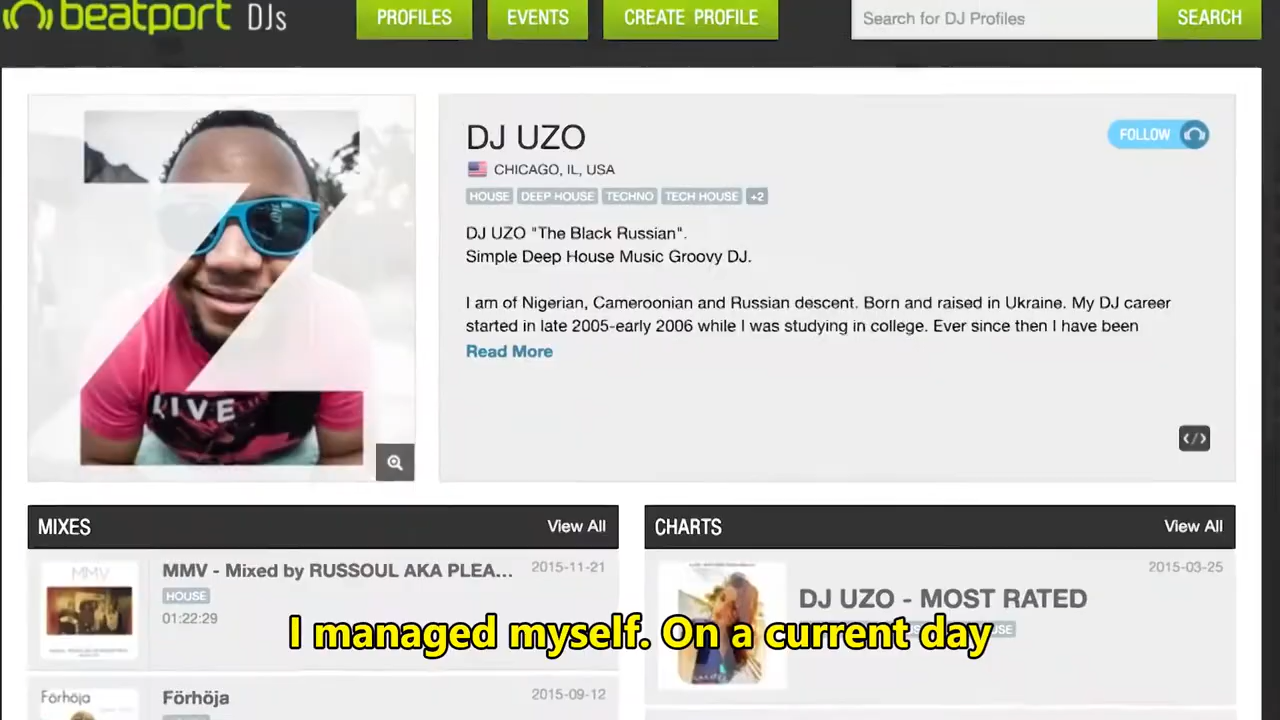 beatport DJs
PROFILES
EVENTS
CREATE PROFILE
Search for DJ Profiles
SEARCH
DJ UZO
CHICAGO, IL, USA
HOUSE DEEP HOUSE TECHNO TECH HOUSE +2
FOLLOW
DJ UZO "The Black Russian".
Simple Deep House Music Groovy DJ.
I am of Nigerian, Cameroonian and Russian descent. Born and raised in Ukraine. My DJ career
started in late 2005-early 2006 while I was studying in college. Ever since then I have been
Read More
LIVE
MIXES
View All
MMV
MMV - Mixed by RUSSOUL AKA PLEA...
2015-11-21
HOUSE
01:22:29
Förhöja
Förhöja
2015-09-12
CHARTS
View All
2015-03-25
DJ UZO - MOST RATED
I managed myself. On a current day